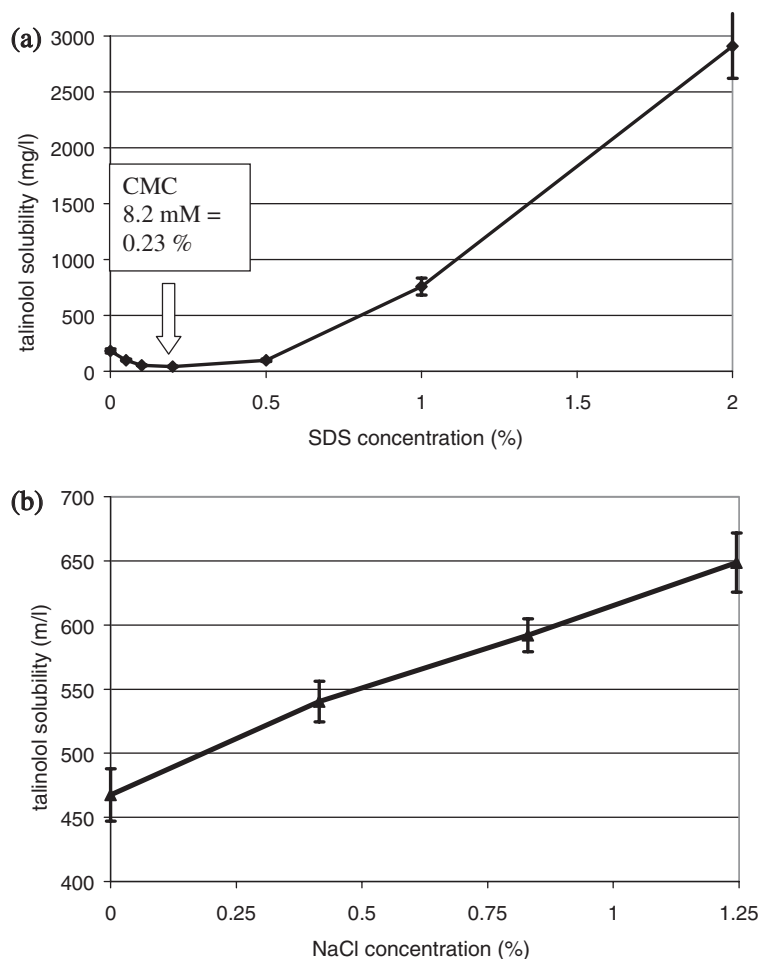 (a)
3000
2500
2000
1500
1000
500
0
talinolol solubility (mg/l)
CMC
8.2 mM =
0.23 %
0 0.5 1 1.5 2
SDS concentration (%)
(b)
700
650
600
550
500
450
400
talinolol solubility (m/l)
0 0.25 0.5 0.75 1 1.25
NaCl concentration (%)